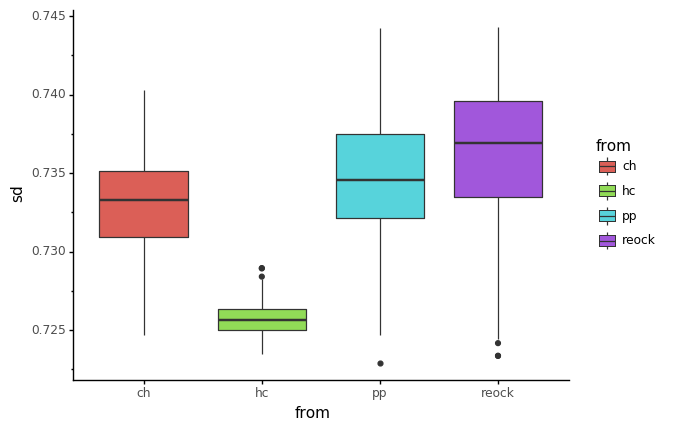 0.745
0.740
0.735
0.730
0.725
sd
ch hc pp reock
from
from
ch
hc
pp
reock